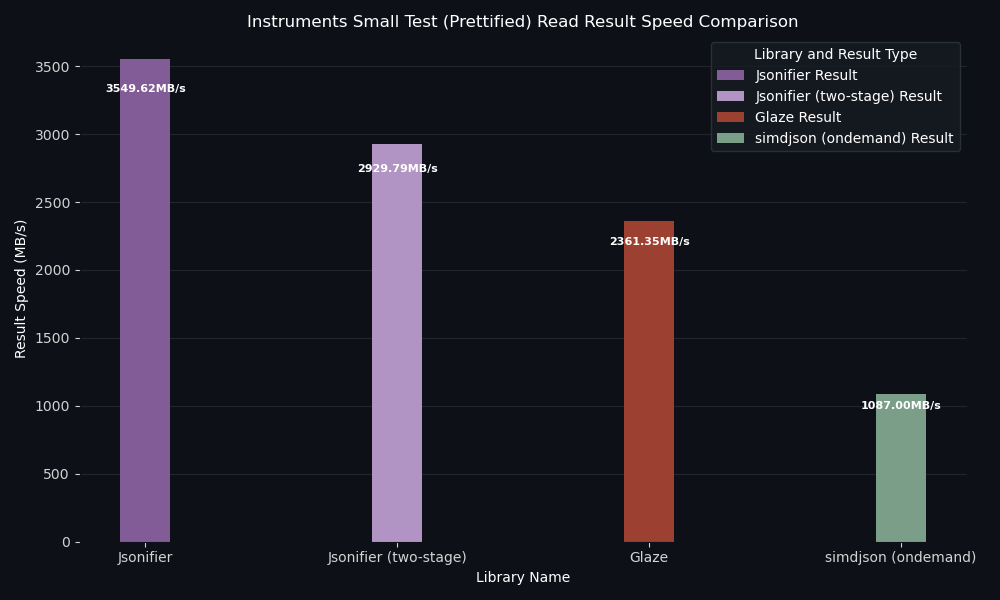 Instruments Small Test (Prettified) Read Result Speed Comparison
Library and Result Type
Jsonifier Result
Jsonifier (two-stage) Result
Glaze Result
simdjson (ondemand) Result
3549.62MB/s
2929.79MB/s
2361.35MB/s
1087.00MB/s
Result Speed (MB/s)
3500
3000
2500
2000
1500
1000
500
0
Jsonifier
Jsonifier (two-stage)
Glaze
simdjson (ondemand)
Library Name